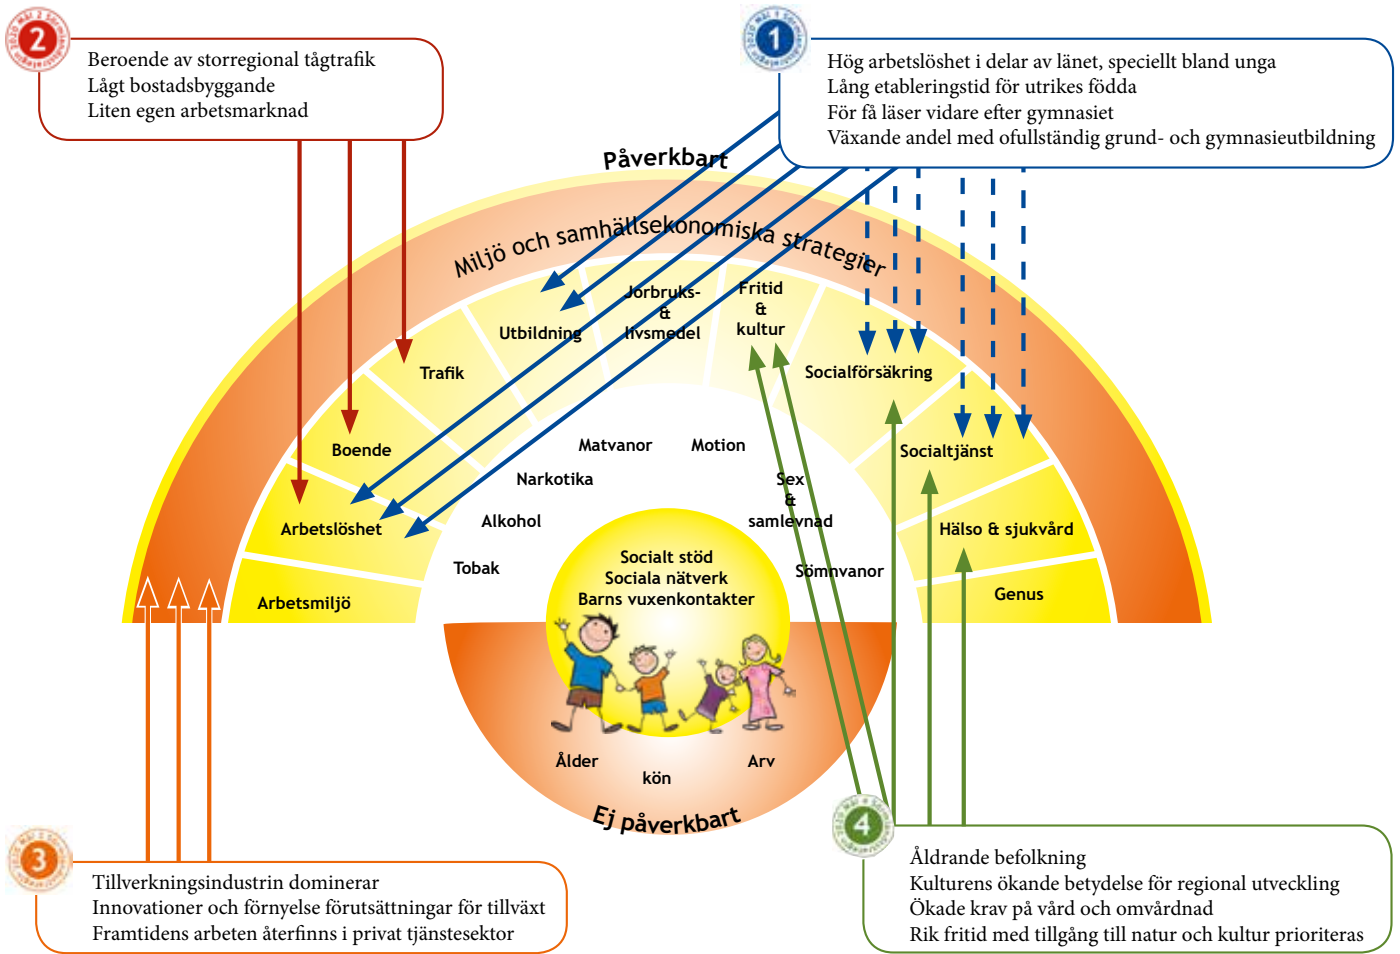 2
Beroende av storregional tågtrafik
Lågt bostadsbyggande
Liten egen arbetsmarknad
1
Hög arbetslöshet i delar av länet, speciellt bland unga
Lång etableringstid för utrikes födda
För få läser vidare efter gymnasiet
Växande andel med ofullständig grund- och gymnasieutbildning
Påverkbart
Miljö och samhällsekonomiska strategier
Arbetsmiljö
Arbetslöshet
Boende
Trafik
Utbildning
Jorbruks-
&
livsmedel
Fritid
&
kultur
Socialförsäkring
Socialtjänst
Hälso & sjukvård
Genus
Tobak
Alkohol
Narkotika
Matvanor
Motion
Sex
&
samlevnad
Sömnvanor
Socialt stöd
Sociala nätverk
Barns vuxenkontakter
Ålder
kön
Arv
Ej påverkbart
3
Tillverkningsindustrin dominerar
Innovationer och förnyelse förutsättningar för tillväxt
Framtidens arbeten återfinns i privat tjänstesektor
4
Åldrande befolkning
Kulturens ökande betydelse för regional utveckling
Ökade krav på vård och omvårdnad
Rik fritid med tillgång till natur och kultur prioriteras